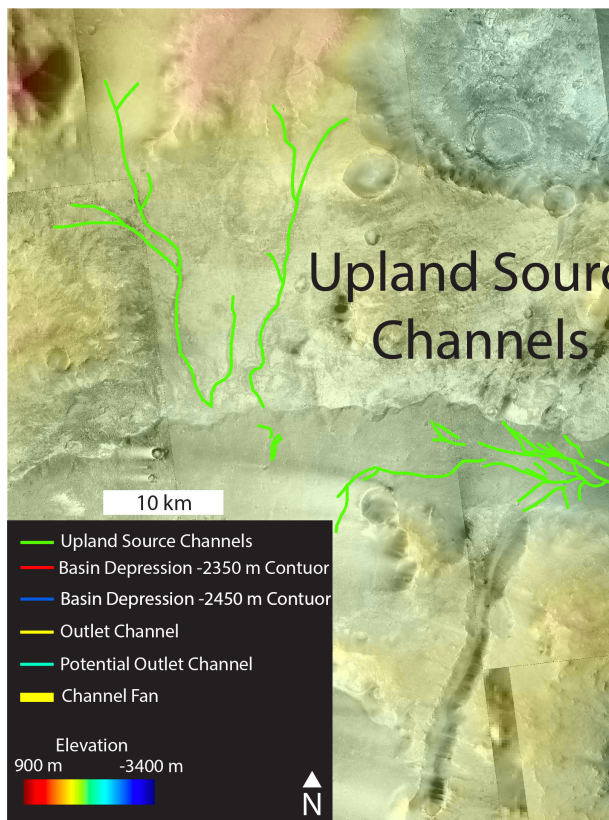 Upland Sourc
Channels
10 km
Upland Source Channels
Basin Depression -2350 m Contuor
Basin Depression -2450 m Contuor
Outlet Channel
Potential Outlet Channel
Channel Fan
Elevation
900 m -3400 m
N